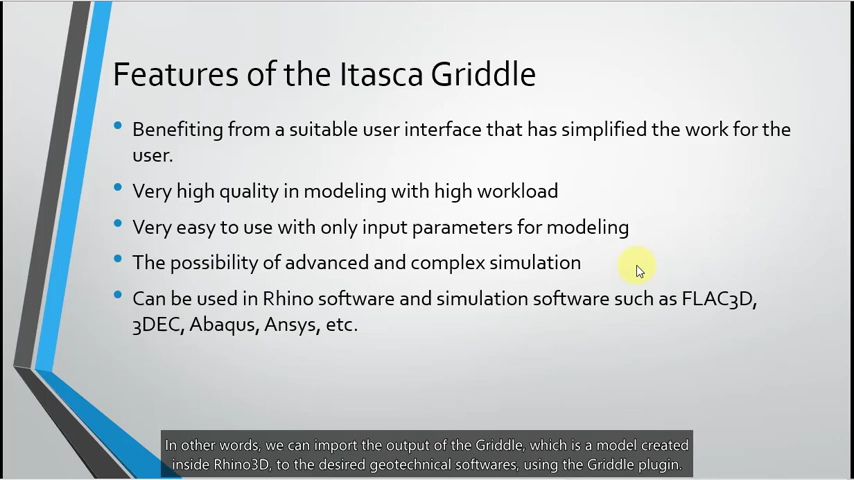 Features of the Itasca Griddle
Benefiting from a suitable user interface that has simplified the work for the
user.
Very high quality in modeling with high workload
Very easy to use with only input parameters for modeling
The possibility of advanced and complex simulation
Can be used in Rhino software and simulation software such as FLAC3D,
3DEC, Abaqus, Ansys, etc.
In other words, we can import the output of the Griddle, which is a model created
inside Rhino3D, to the desired geotechnical softwares, using the Griddle plugin.